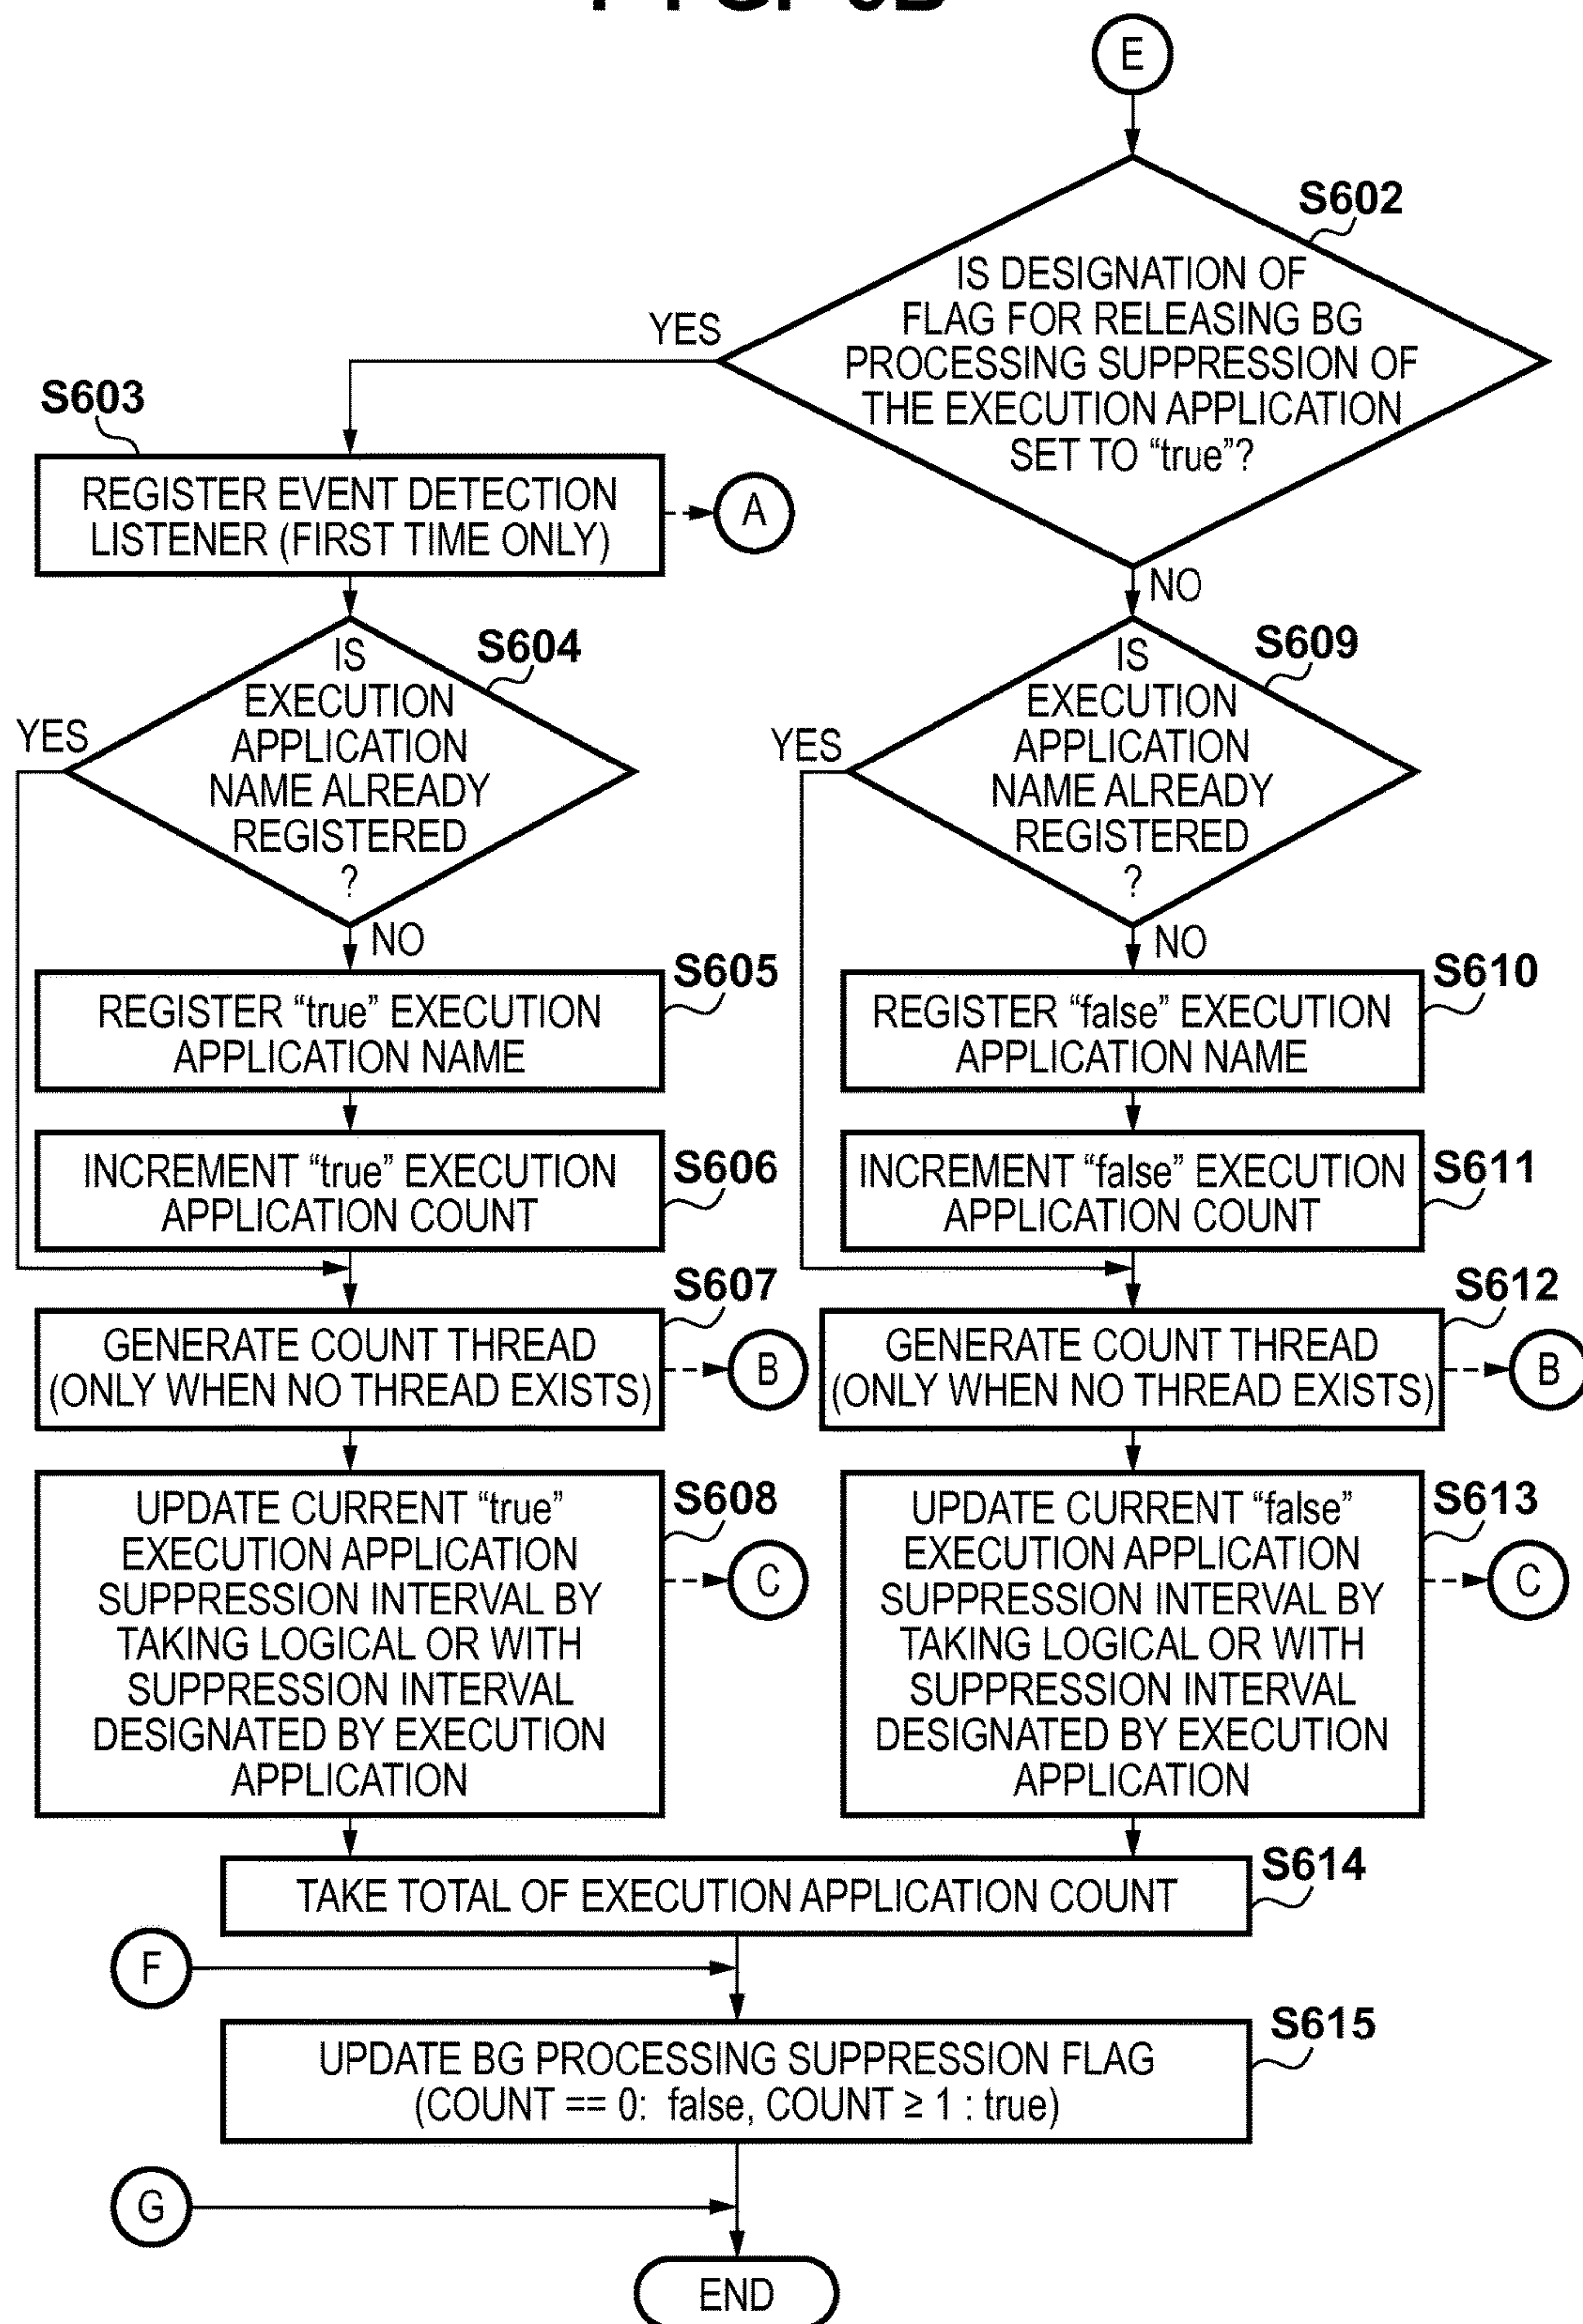 E
S602
IS DESIGNATION OF
FLAG FOR RELEASING BG
PROCESSING SUPPRESSION OF
THE EXECUTION APPLICATION
SET TO “true”?
YES
NO
S603
REGISTER EVENT DETECTION
LISTENER (FIRST TIME ONLY)
A
S604
IS
EXECUTION
APPLICATION
NAME ALREADY
REGISTERED
?
YES
NO
S605
REGISTER “true” EXECUTION
APPLICATION NAME
S606
INCREMENT “true” EXECUTION
APPLICATION COUNT
S607
GENERATE COUNT THREAD
(ONLY WHEN NO THREAD EXISTS)
B
S608
UPDATE CURRENT “true”
EXECUTION APPLICATION
SUPPRESSION INTERVAL BY
TAKING LOGICAL OR WITH
SUPPRESSION INTERVAL
DESIGNATED BY EXECUTION
APPLICATION
C
S609
IS
EXECUTION
APPLICATION
NAME ALREADY
REGISTERED
?
YES
NO
S610
REGISTER “false” EXECUTION
APPLICATION NAME
S611
INCREMENT “false” EXECUTION
APPLICATION COUNT
S612
GENERATE COUNT THREAD
(ONLY WHEN NO THREAD EXISTS)
B
S613
UPDATE CURRENT “false”
EXECUTION APPLICATION
SUPPRESSION INTERVAL BY
TAKING LOGICAL OR WITH
SUPPRESSION INTERVAL
DESIGNATED BY EXECUTION
APPLICATION
C
S614
TAKE TOTAL OF EXECUTION APPLICATION COUNT
F
S615
UPDATE BG PROCESSING SUPPRESSION FLAG
(COUNT == 0: false, COUNT ≥ 1 : true)
G
END